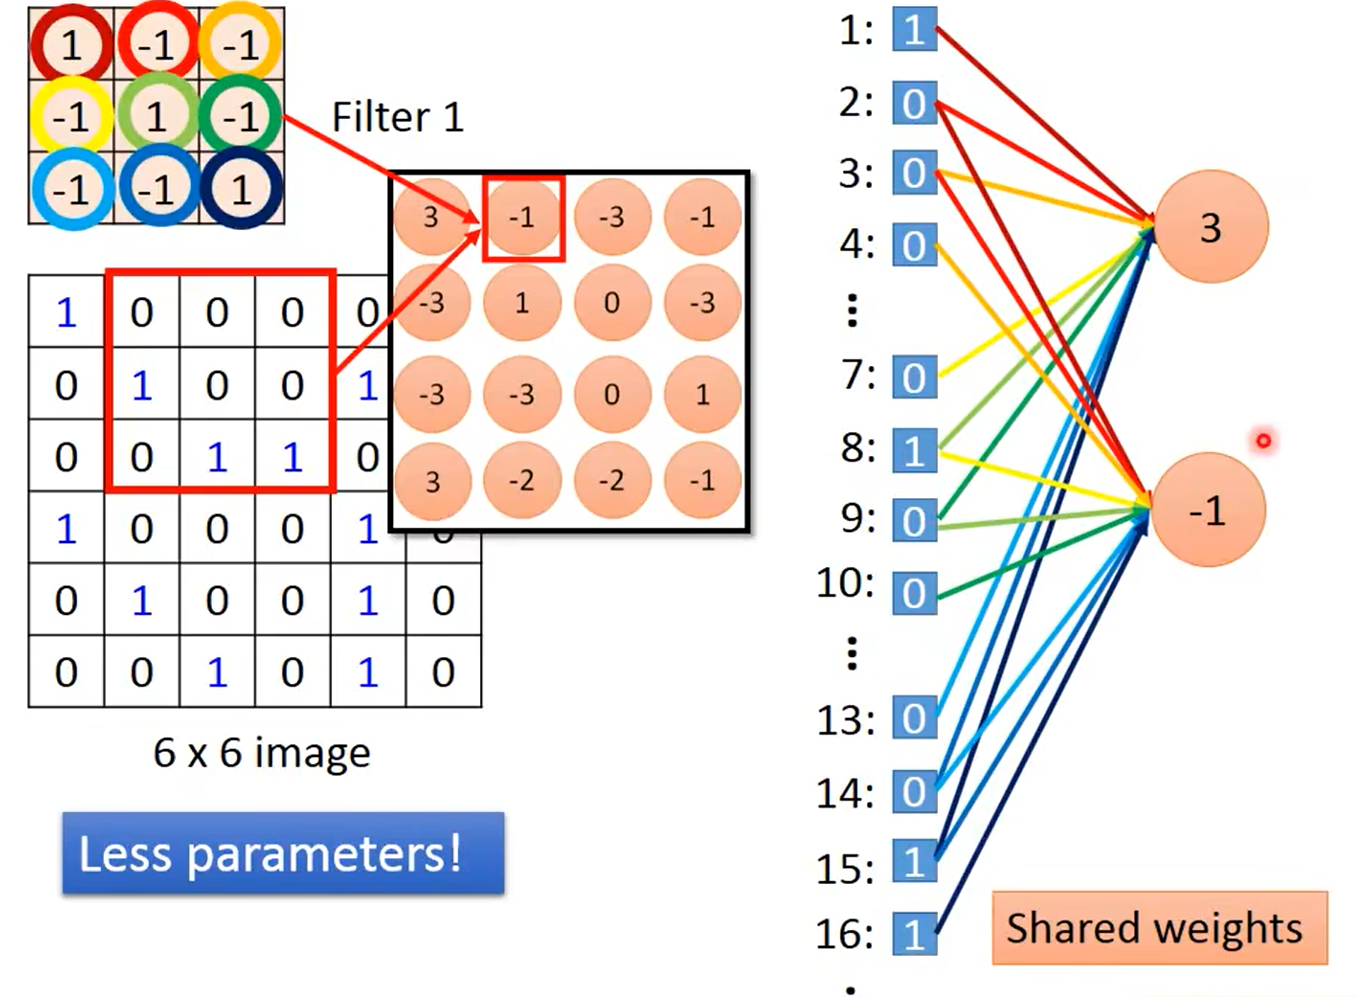 1 -1 -1
-1 1 -1
-1 -1 1
Filter 1
3 -1 -3 -1
-3 1 0 -3
-3 -3 0 1
3 -2 -2 -1
1 0 0 0 0
0 1 0 0 1
0 0 1 1 0
1 0 0 0 1
0 1 0 0 1 0
0 0 1 0 1 0
6 x 6 image
Less parameters!
1: 1
2: 0
3: 0
4: 0
⋮
7: 0
8: 1
9: 0
10: 0
⋮
13: 0
14: 0
15: 1
16: 1
3
-1
Shared weights